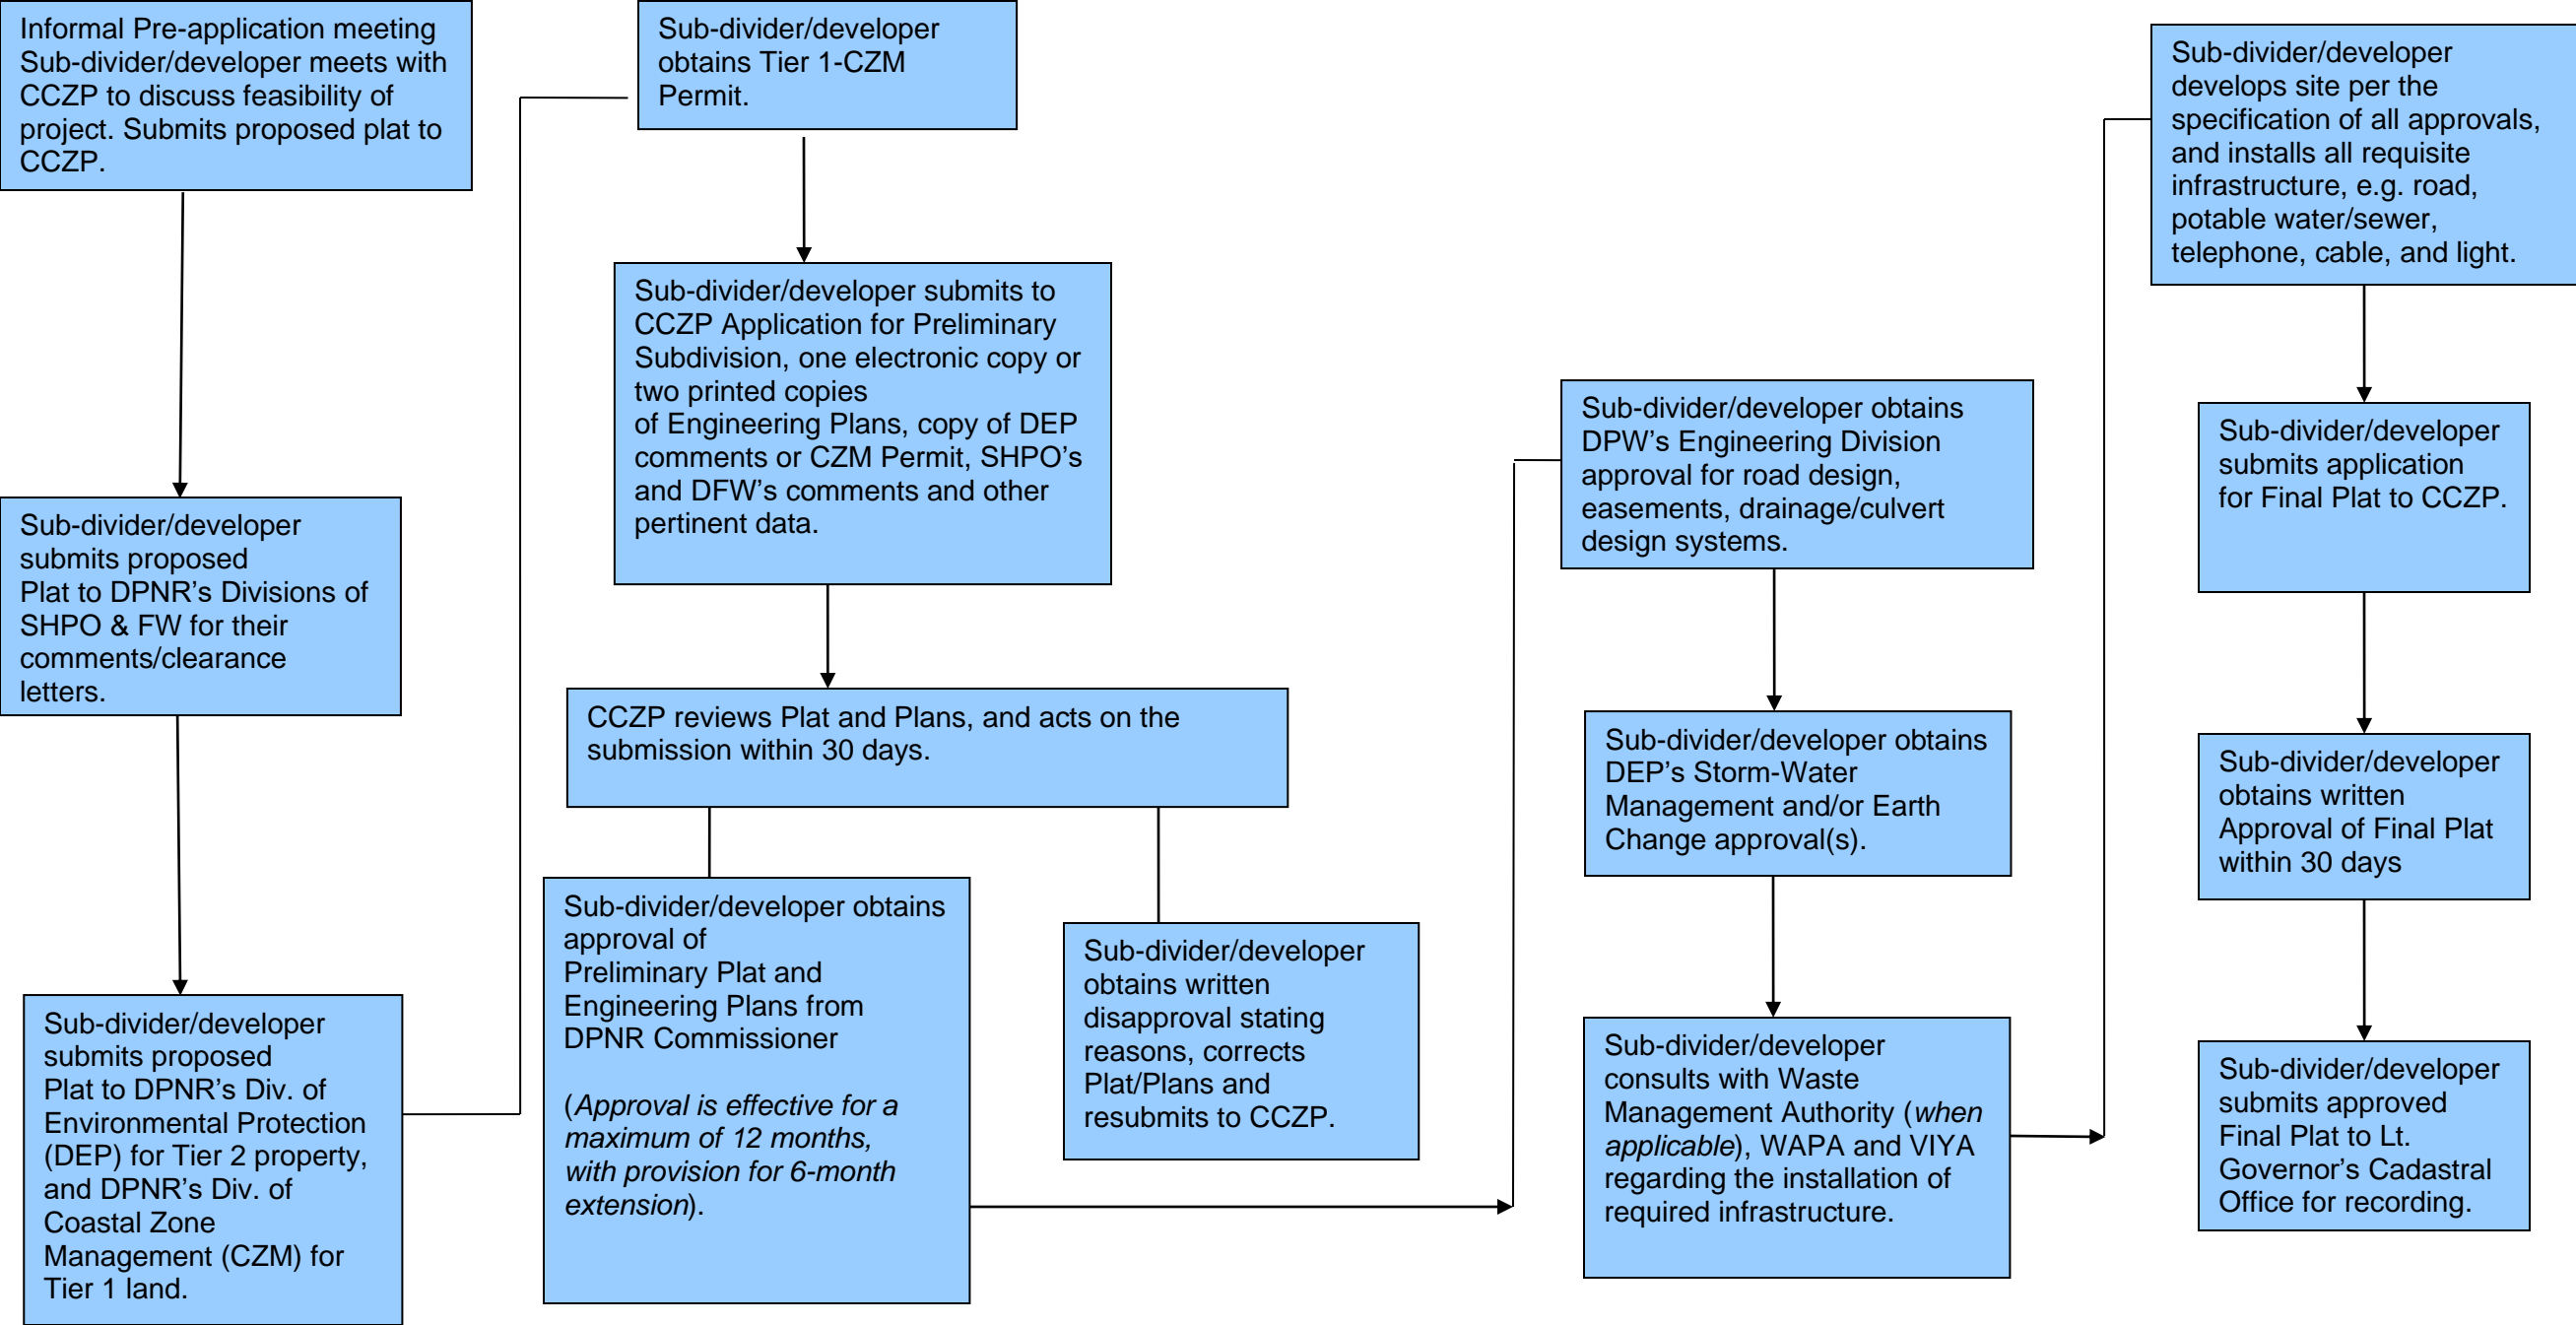 Informal Pre-application meeting
Sub-divider/developer meets with
CCZP to discuss feasibility of
project. Submits proposed plat to
CCZP.
Sub-divider/developer
submits proposed
Plat to DPNR’s Divisions of
SHPO & FW for their
comments/clearance
letters.
Sub-divider/developer
submits proposed
Plat to DPNR’s Div. of
Environmental Protection
(DEP) for Tier 2 property,
and DPNR’s Div. of
Coastal Zone
Management (CZM) for
Tier 1 land.
Sub-divider/developer
obtains Tier 1-CZM
Permit.
Sub-divider/developer submits to
CCZP Application for Preliminary
Subdivision, one electronic copy or
two printed copies
of Engineering Plans, copy of DEP
comments or CZM Permit, SHPO’s
and DFW’s comments and other
pertinent data.
CCZP reviews Plat and Plans, and acts on the
submission within 30 days.
Sub-divider/developer obtains
approval of
Preliminary Plat and
Engineering Plans from
DPNR Commissioner
(Approval is effective for a
maximum of 12 months,
with provision for 6-month
extension).
Sub-divider/developer
obtains written
disapproval stating
reasons, corrects
Plat/Plans and
resubmits to CCZP.
Sub-divider/developer obtains
DPW’s Engineering Division
approval for road design,
easements, drainage/culvert
design systems.
Sub-divider/developer obtains
DEP’s Storm-Water
Management and/or Earth
Change approval(s).
Sub-divider/developer
consults with Waste
Management Authority (when
applicable), WAPA and VIYA
regarding the installation of
required infrastructure.
Sub-divider/developer
develops site per the
specification of all approvals,
and installs all requisite
infrastructure, e.g. road,
potable water/sewer,
telephone, cable, and light.
Sub-divider/developer
submits application
for Final Plat to CCZP.
Sub-divider/developer
obtains written
Approval of Final Plat
within 30 days
Sub-divider/developer
submits approved
Final Plat to Lt.
Governor’s Cadastral
Office for recording.